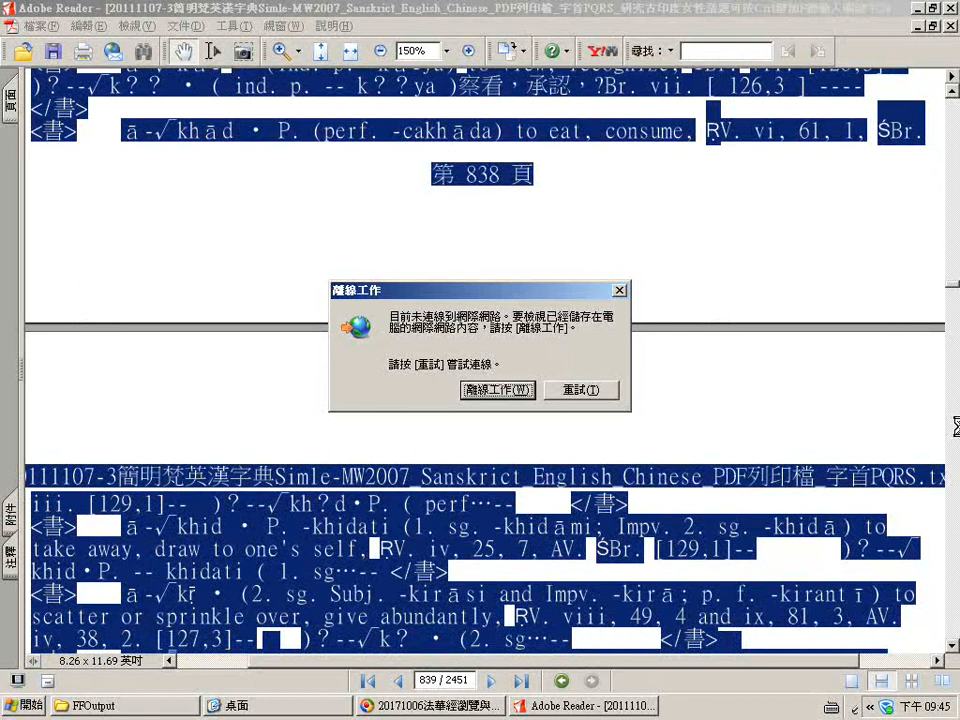 Adobe Reader - [20111107-3簡明梵英漢字典Simle-MW2007_Sanskrict_English_Chinese_PDF列印檔_字首PQRS_
檔案(F) 編輯(E) 檢視(V) 文件(D) 工具(T) 視窗(W) 說明(H)
150% 尋找：
頁面
)？--√k？？ • ( ind. p. -- k？？ya )察看，承認，?Br. vii. [ 126,3 ] ----
</書>
<書> ā-√khād • P. (perf. -cakhāda) to eat, consume, ṚV. vi, 61, 1, ŚBr.
第 838 頁
離線工作
目前未連線到網際網路。要檢視已經儲存在電
腦的網際網路內容，請按 [離線工作]。
請按 [重試] 嘗試連線。
離線工作(W) 重試(T)
111107-3簡明梵英漢字典Simle-MW2007_Sanskrict_English_Chinese_PDF列印檔_字首PQRS.tx
iii. [129,1]-- )？--√kh？d•P. ( perf…-- </書>
<書> ā-√khid • P. -khidati (1. sg. -khidāmi; Impv. 2. sg. -khidā) to
take away, draw to one's self, ṚV. iv, 25, 7, AV. ŚBr. [129,1]-- )？--√
khid•P. -- khidati ( 1. sg…-- </書>
<書> ā-√kṝ • (2. sg. Subj. -kirāsi and Impv. -kirā; p. f. -kirantī) to
scatter or sprinkle over, give abundantly, ṚV. viii, 49, 4 and ix, 81, 3, AV.
iv, 38, 2. [127,3]-- )？--√k？ • (2. sg…-- </書>
附件
注釋
8.26 x 11.69 英吋
839 / 2451
開始 FFOutput 桌面 20171006法華經瀏覽與... Adobe Reader - [2011110... 下午 09:45